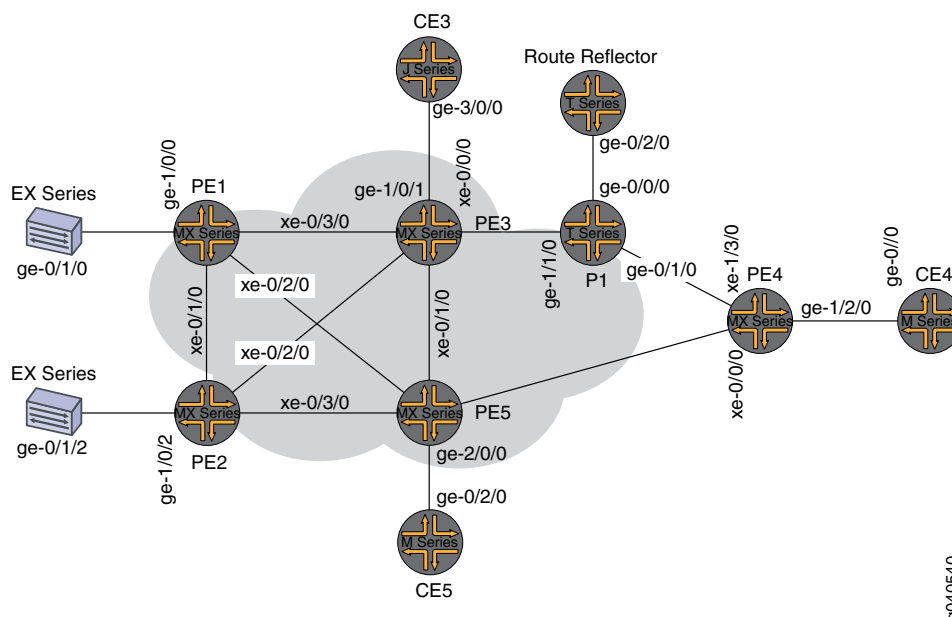 CE3
J Series
ge-3/0/0
Route Reflector
T Series
ge-0/2/0
ge-0/0/0
ge-1/0/0
PE1
MX Series
EX Series
ge-0/1/0
xe-0/3/0
ge-1/0/1
xe-0/0/0
MX Series
PE3
ge-1/1/0
T Series
P1
ge-0/1/0
xe-1/3/0
PE4
MX Series
xe-0/0/0
ge-1/2/0
ge-0//0
CE4
M Series
xe-0/2/0
xe-0/1/0
xe-0/2/0
xe-0/1/0
EX Series
ge-0/1/2
MX Series
ge-1/0/2
PE2
xe-0/3/0
MX Series
PE5
ge-2/0/0
ge-0/2/0
M Series
CE5